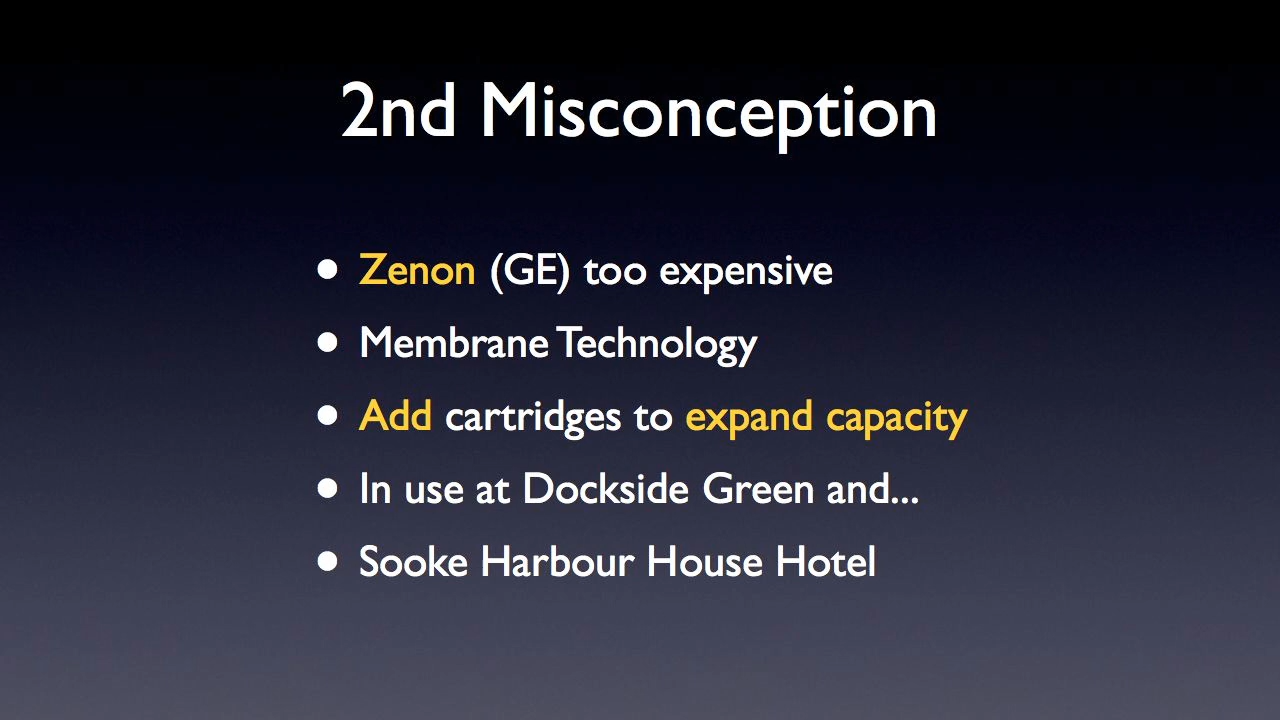 2nd Misconception
• Zenon (GE) too expensive
• Membrane Technology
• Add cartridges to expand capacity
• In use at Dockside Green and...
• Sooke Harbour House Hotel